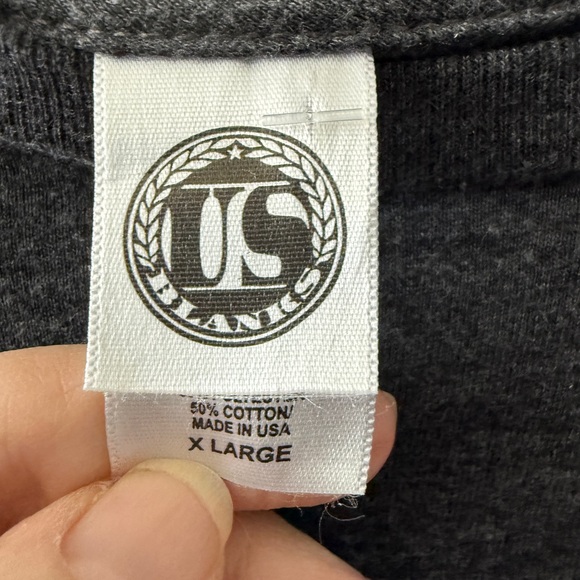 US
BLANKS
50% COTTON/
MADE IN USA
X LARGE